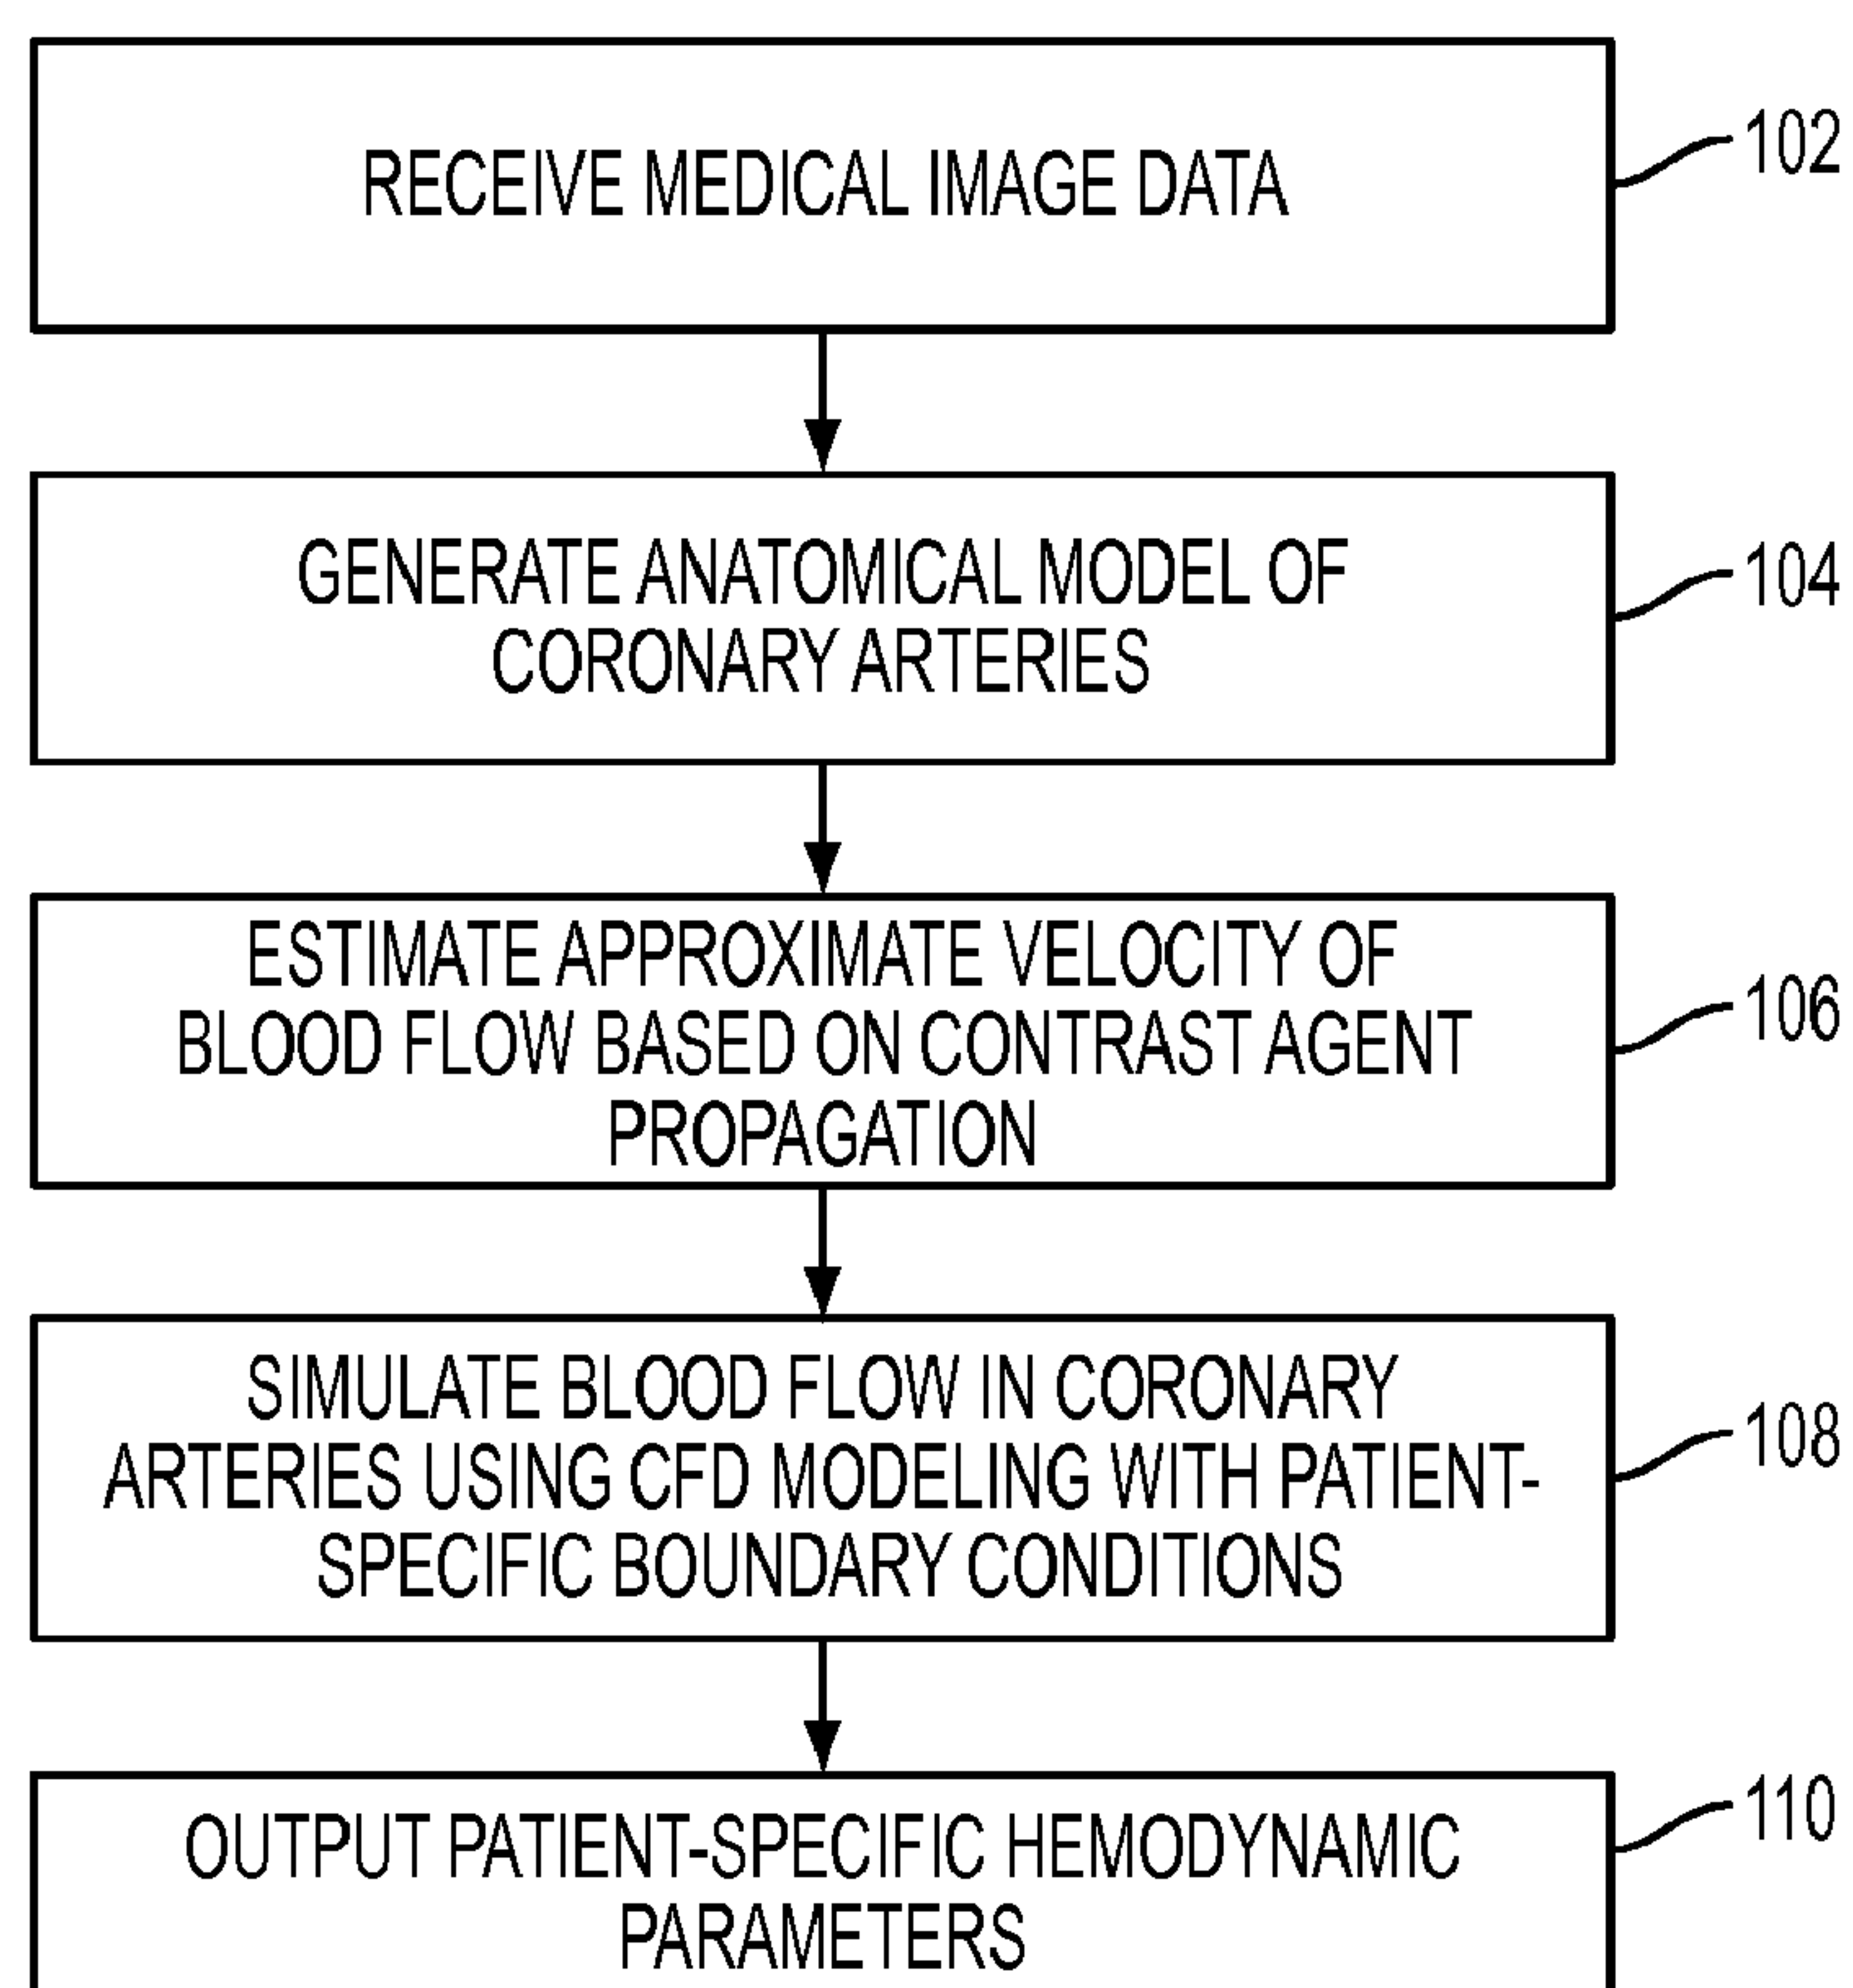 RECEIVE MEDICAL IMAGE DATA
102
GENERATE ANATOMICAL MODEL OF
CORONARY ARTERIES
104
ESTIMATE APPROXIMATE VELOCITY OF
BLOOD FLOW BASED ON CONTRAST AGENT
PROPAGATION
106
SIMULATE BLOOD FLOW IN CORONARY
ARTERIES USING CFD MODELING WITH PATIENT-
SPECIFIC BOUNDARY CONDITIONS
108
OUTPUT PATIENT-SPECIFIC HEMODYNAMIC
PARAMETERS
110